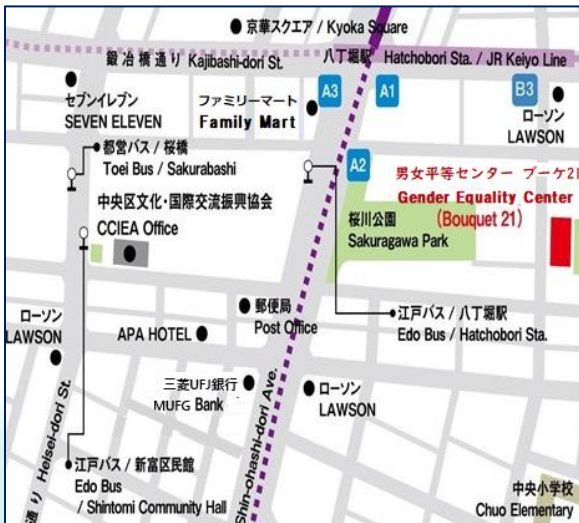 京華スクエア / Kyoka Square
鍛冶橋通り Kajibashi-dori St.
八丁堀駅 Hatchobori Sta. / JR Keiyo Line
セブンイレブン
SEVEN ELEVEN
ファミリーマート
Family Mart
A3
A1
B3
ローソン
LAWSON
都営バス / 桜橋
Toei Bus / Sakurabashi
A2
男女平等センター ブーケ21
Gender Equality Center
(Bouquet 21)
中央区文化・国際交流振興協会
CCIEA Office
桜川公園
Sakuragawa Park
ローソン
LAWSON
郵便局
Post Office
APA HOTEL
江戸バス / 八丁堀駅
Edo Bus / Hatchobori Sta.
三菱UFJ銀行
MUFG Bank
ローソン
LAWSON
通り Heisei-dori St.
Shin-ohashi-dori Ave.
江戸バス / 新富区民館
Edo Bus
/ Shintomi Community Hall
中央小学校
Chuo Elementary